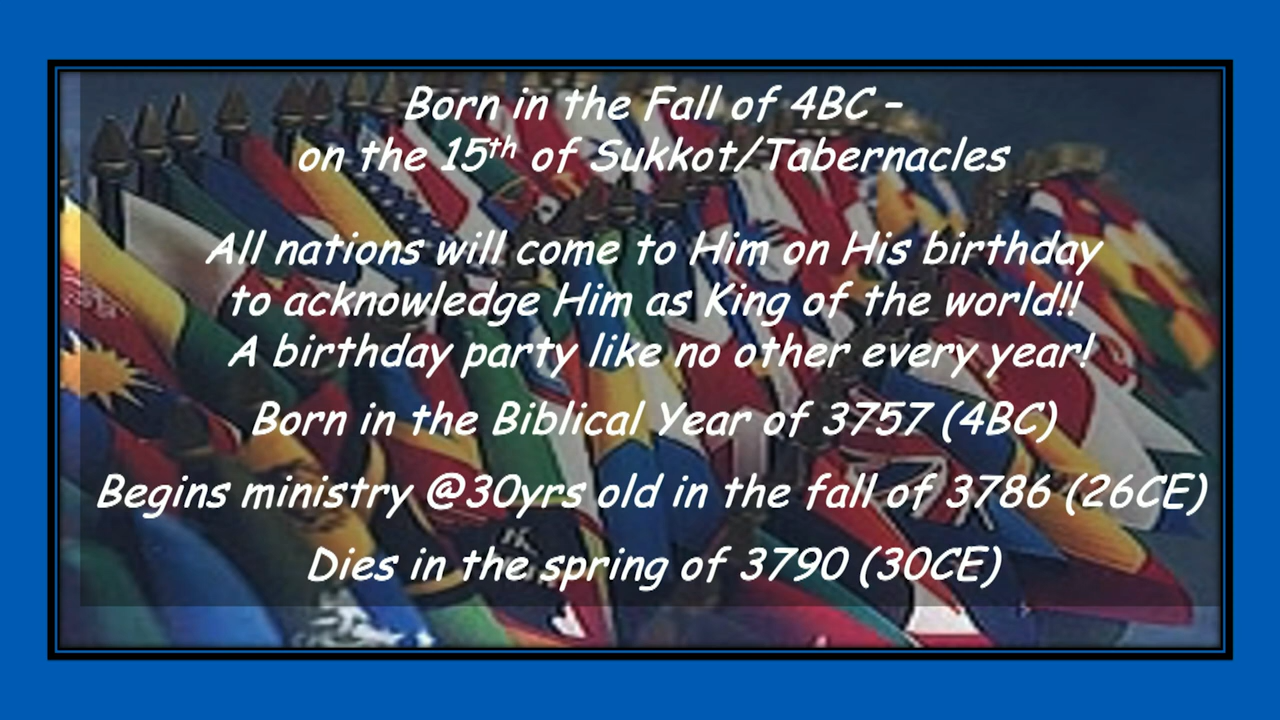 Born in the Fall of 4BC –
on the 15th of Sukkot/Tabernacles
All nations will come to Him on His birthday
to acknowledge Him as King of the world!!
A birthday party like no other every year!
Born in the Biblical Year of 3757 (4BC)
Begins ministry @30yrs old in the fall of 3786 (26CE)
Dies in the spring of 3790 (30CE)